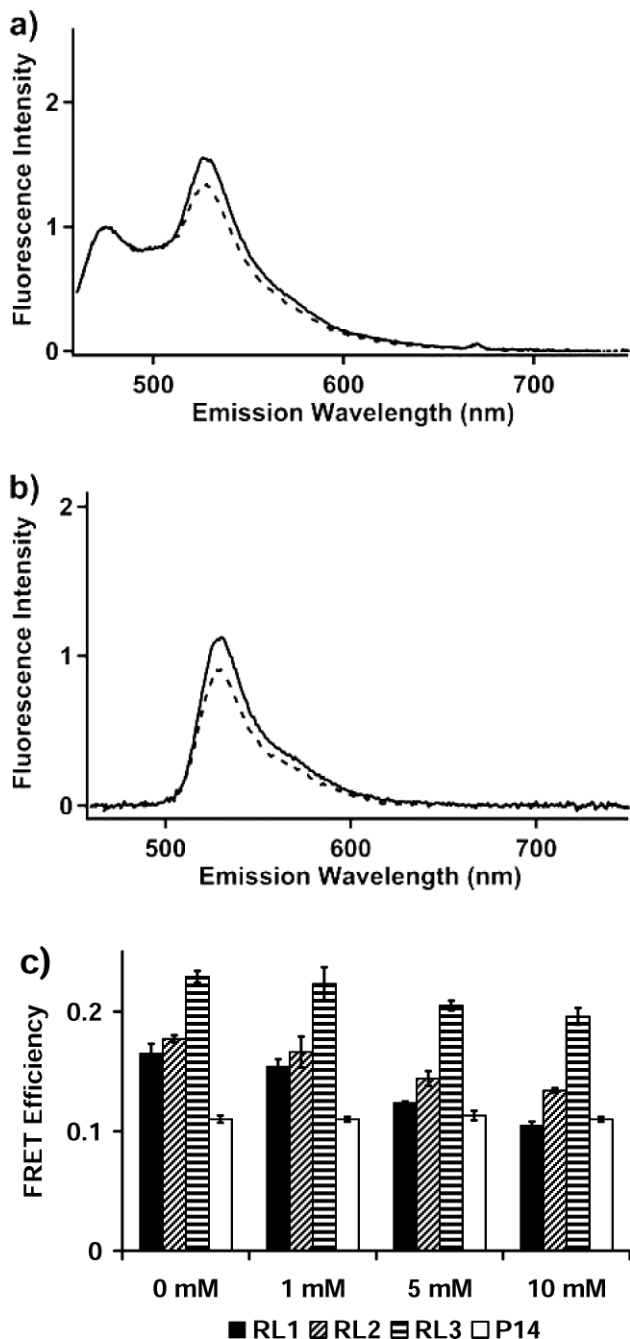 a)
Fluorescence Intensity
2
1
0
500 600 700
Emission Wavelength (nm)
b)
Fluorescence Intensity
2
1
0
500 600 700
Emission Wavelength (nm)
c)
FRET Efficiency
0.2
0.1
0
0 mM 1 mM 5 mM 10 mM
RL1 RL2 RL3 P14